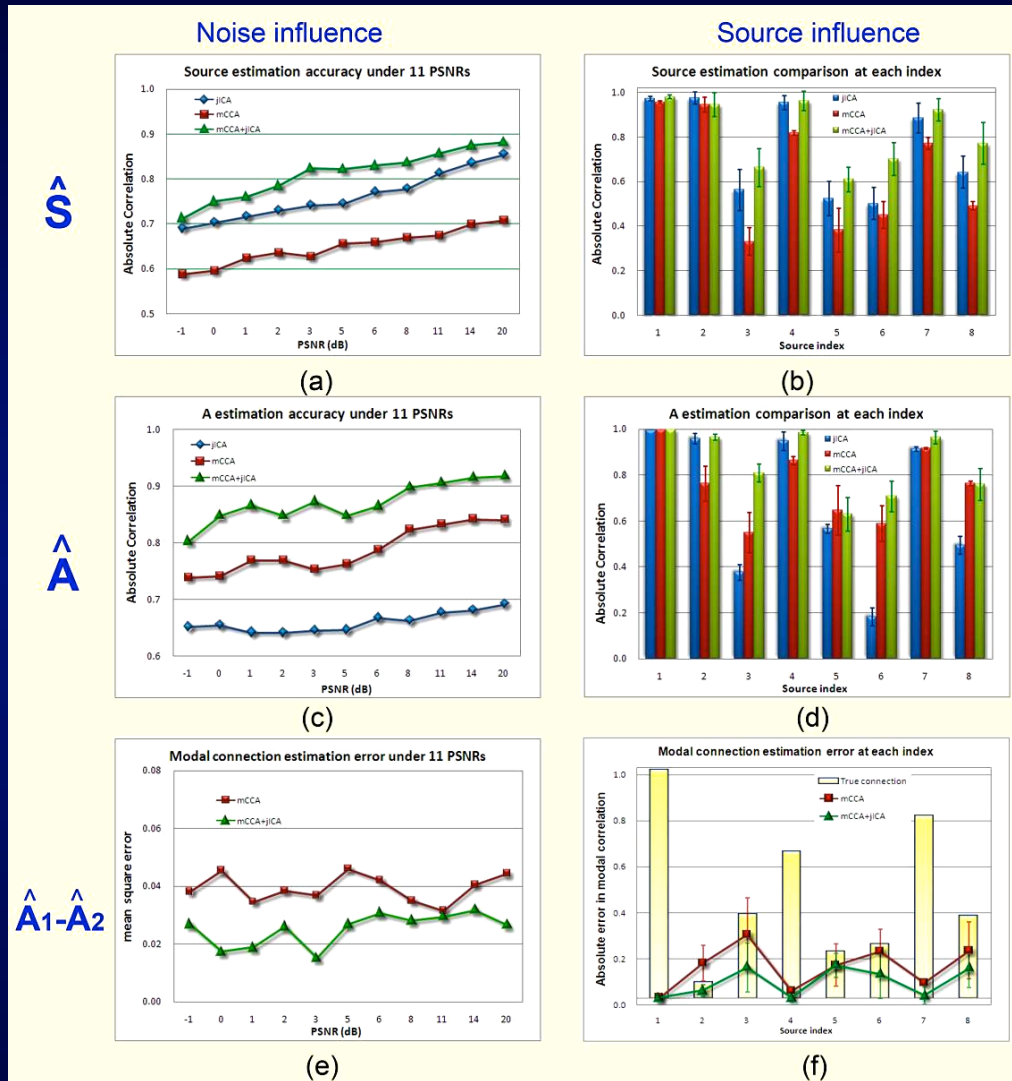 Noise influence
Source influence
Ŝ
Source estimation accuracy under 11 PSNRs
Absolute Correlation
1.0
0.9
0.8
0.7
0.6
0.5
jICA
mCCA
mCCA+jICA
-1 0 1 2 3 5 6 8 11 14 20
PSNR (dB)
(a)
Source estimation comparison at each index
Absolute Correlation
1.0
0.8
0.6
0.4
0.2
0.0
jICA
mCCA
mCCA+jICA
1 2 3 4 5 6 7 8
Source index
(b)
Â
A estimation accuracy under 11 PSNRs
Absolute Correlation
1.0
0.9
0.8
0.7
0.6
jICA
mCCA
mCCA+jICA
-1 0 1 2 3 5 6 8 11 14 20
PSNR (dB)
(c)
A estimation comparison at each index
Absolute Correlation
1.0
0.8
0.6
0.4
0.2
0.0
jICA
mCCA
mCCA+jICA
1 2 3 4 5 6 7 8
Source index
(d)
Â1-Â2
Modal connection estimation error under 11 PSNRs
mean square error
0.08
0.06
0.04
0.02
0.00
mCCA
mCCA+jICA
-1 0 1 2 3 5 6 8 11 14 20
PSNR (dB)
(e)
Modal connection estimation error at each index
Absolute error in modal correlation
1.0
0.8
0.6
0.4
0.2
0.0
True connection
mCCA
mCCA+jICA
1 2 3 4 5 6 7 8
Source index
(f)